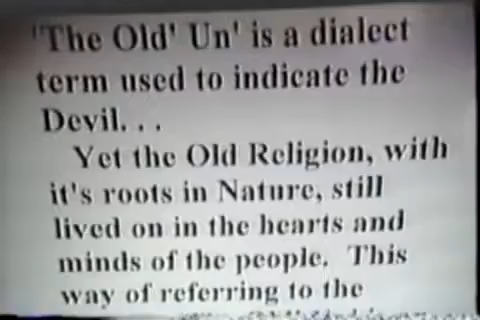 'The Old' Un' is a dialect
term used to indicate the
Devil. . .
Yet the Old Religion, with
it's roots in Nature, still
lived on in the hearts and
minds of the people. This
way of referring to the